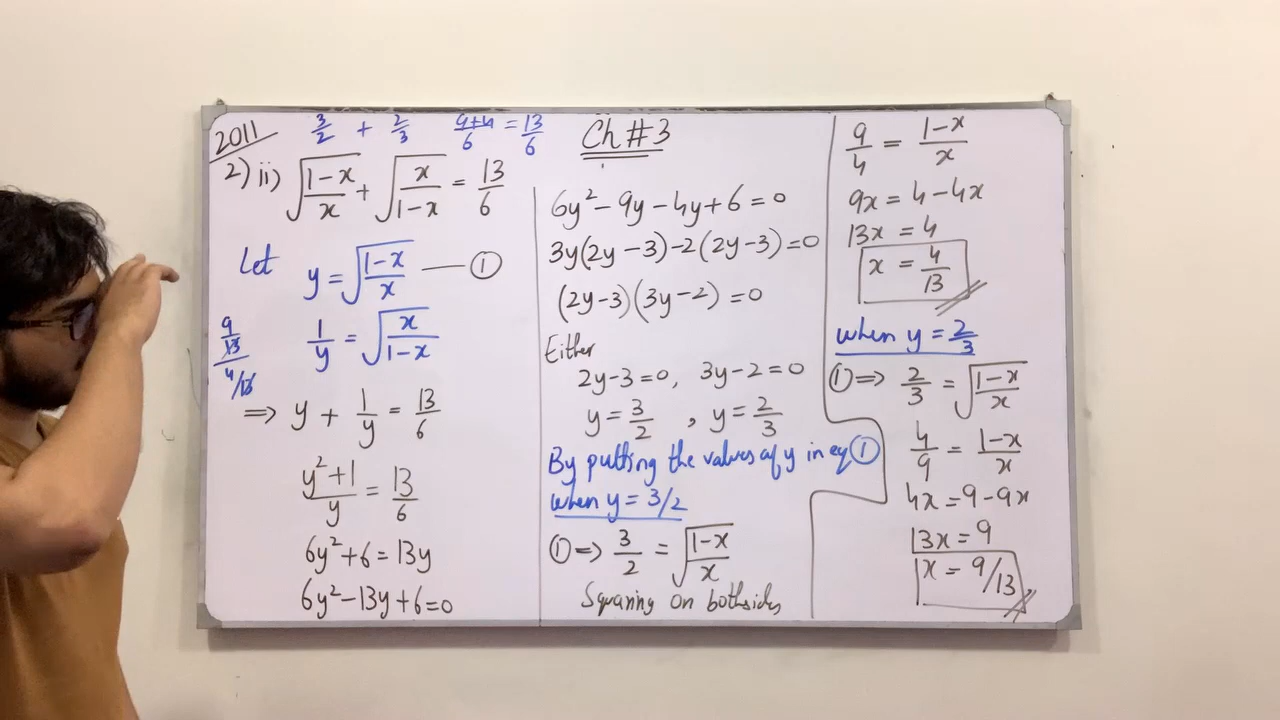 2011
3/2 + 2/3 9+4/6 = 13/6
2) ii) √((1-x)/x) + √(x/(1-x)) = 13/6
Let y = √((1-x)/x) — ①
1/y = √(x/(1-x))
9/13
4/13
⇒ y + 1/y = 13/6
(y²+1)/y = 13/6
6y²+6 = 13y
6y²-13y+6=0
Ch #3
6y²-9y-4y+6=0
3y(2y-3)-2(2y-3)=0
(2y-3)(3y-2)=0
Either
2y-3=0, 3y-2=0
y=3/2, y=2/3
By putting the values of y in eq ①
when y = 3/2
①⇒ 3/2 = √((1-x)/x)
Squaring on bothsides
9/4 = (1-x)/x
9x = 4-4x
13x = 4
x = 4/13
when y = 2/3
①⇒ 2/3 = √((1-x)/x)
4/9 = (1-x)/x
4x = 9-9x
13x = 9
x = 9/13